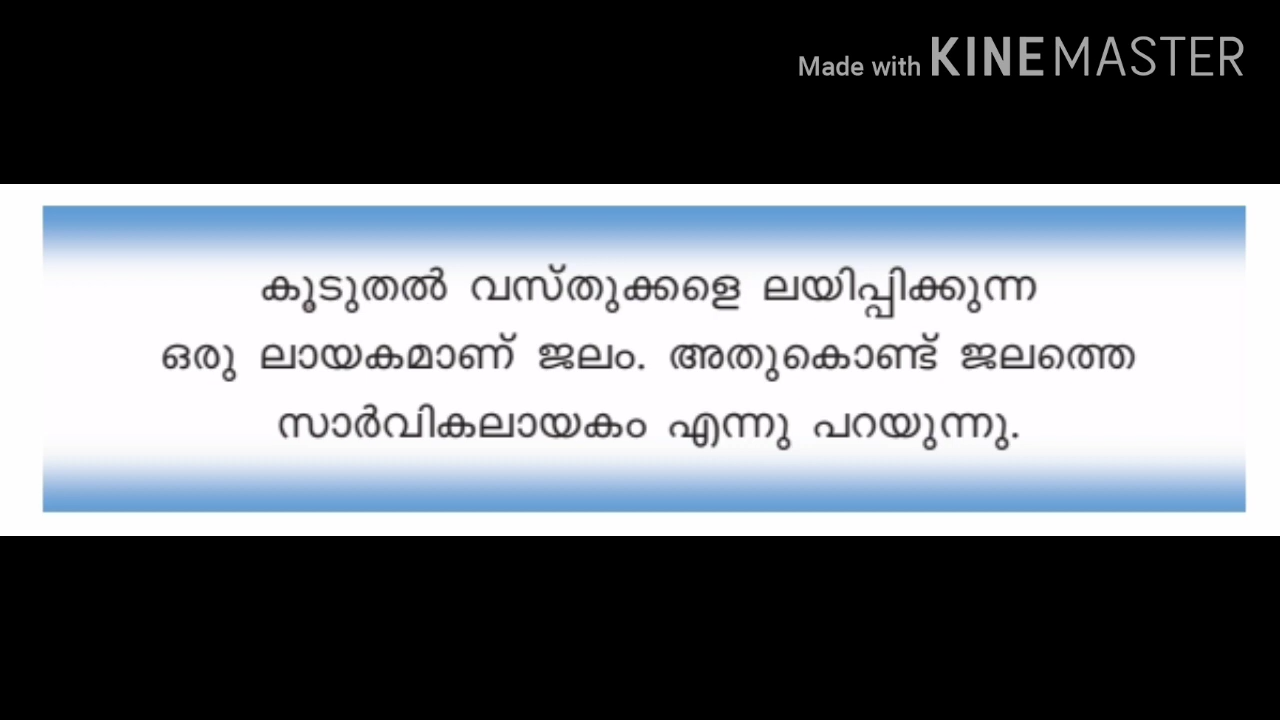 Made with KINEMASTER
കൂടുതൽ വസ്തുക്കളെ ലയിപ്പിക്കുന്ന
ഒരു ലായകമാണ് ജലം. അതുകൊണ്ട് ജലത്തെ
സാർവികലായകം എന്നു പറയുന്നു.